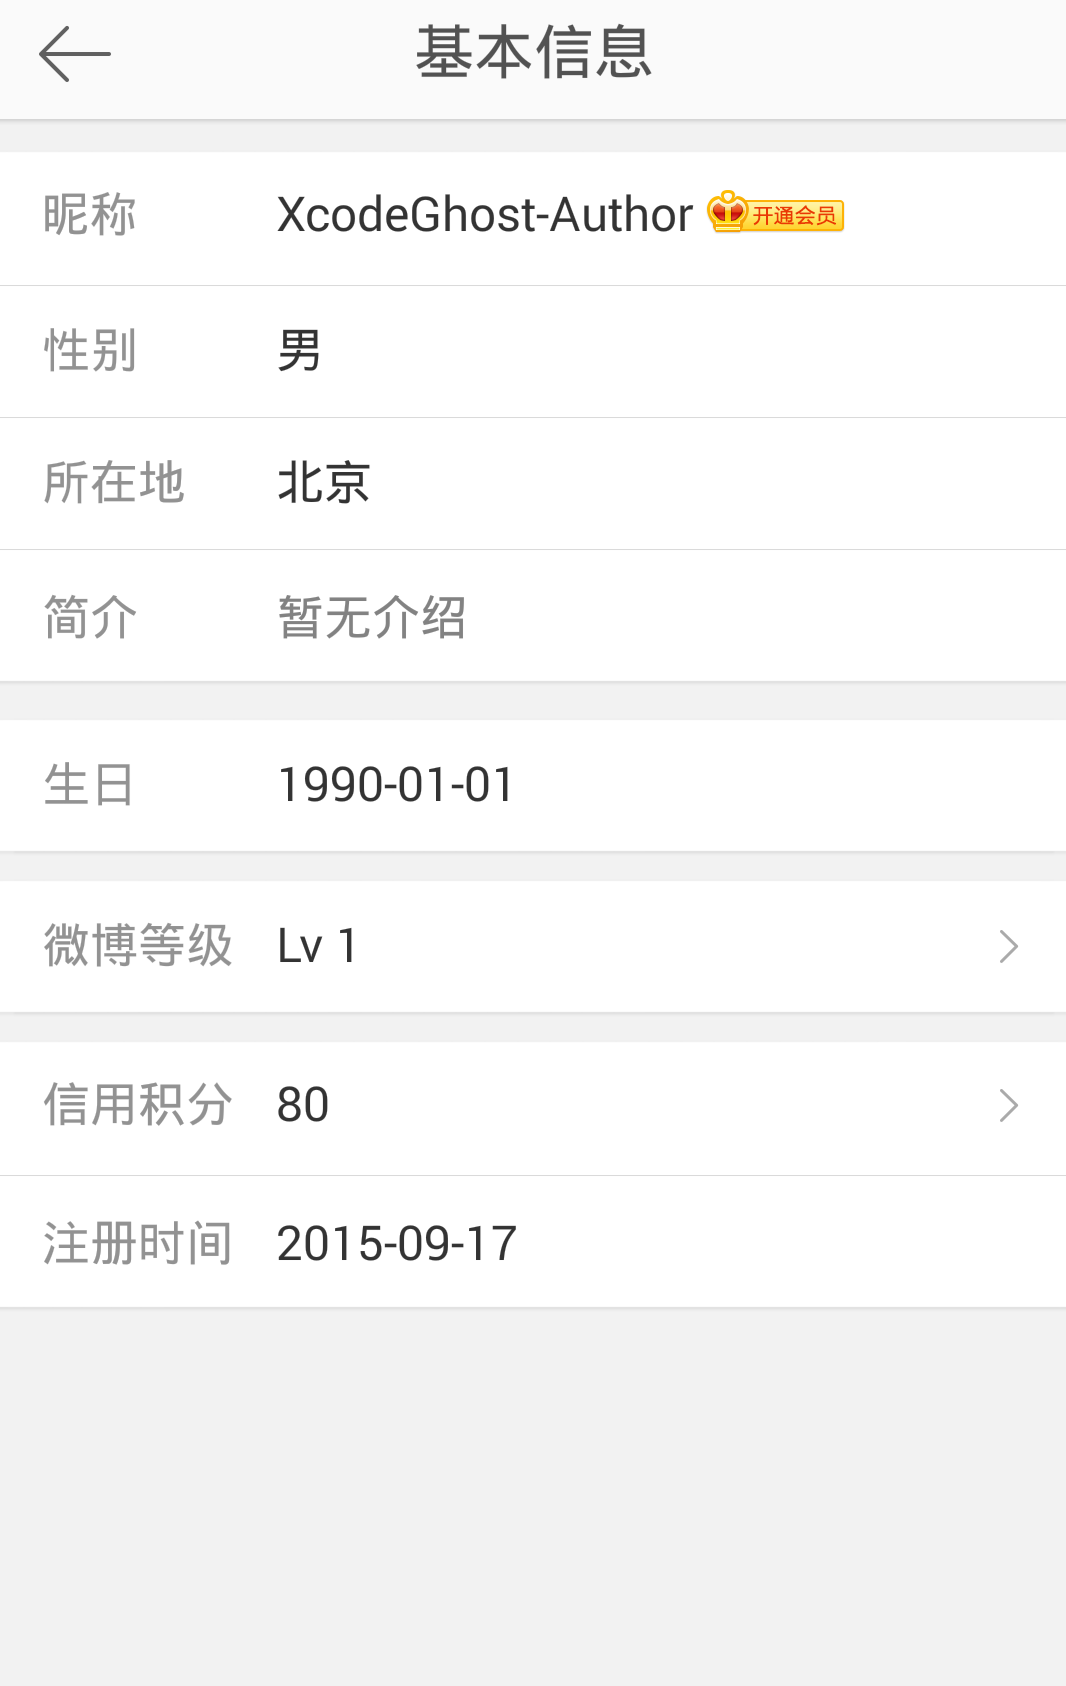 基本信息
昵称 XcodeGhost-Author 开通会员
性别 男
所在地 北京
简介 暂无介绍
生日 1990-01-01
微博等级 Lv 1
信用积分 80
注册时间 2015-09-17